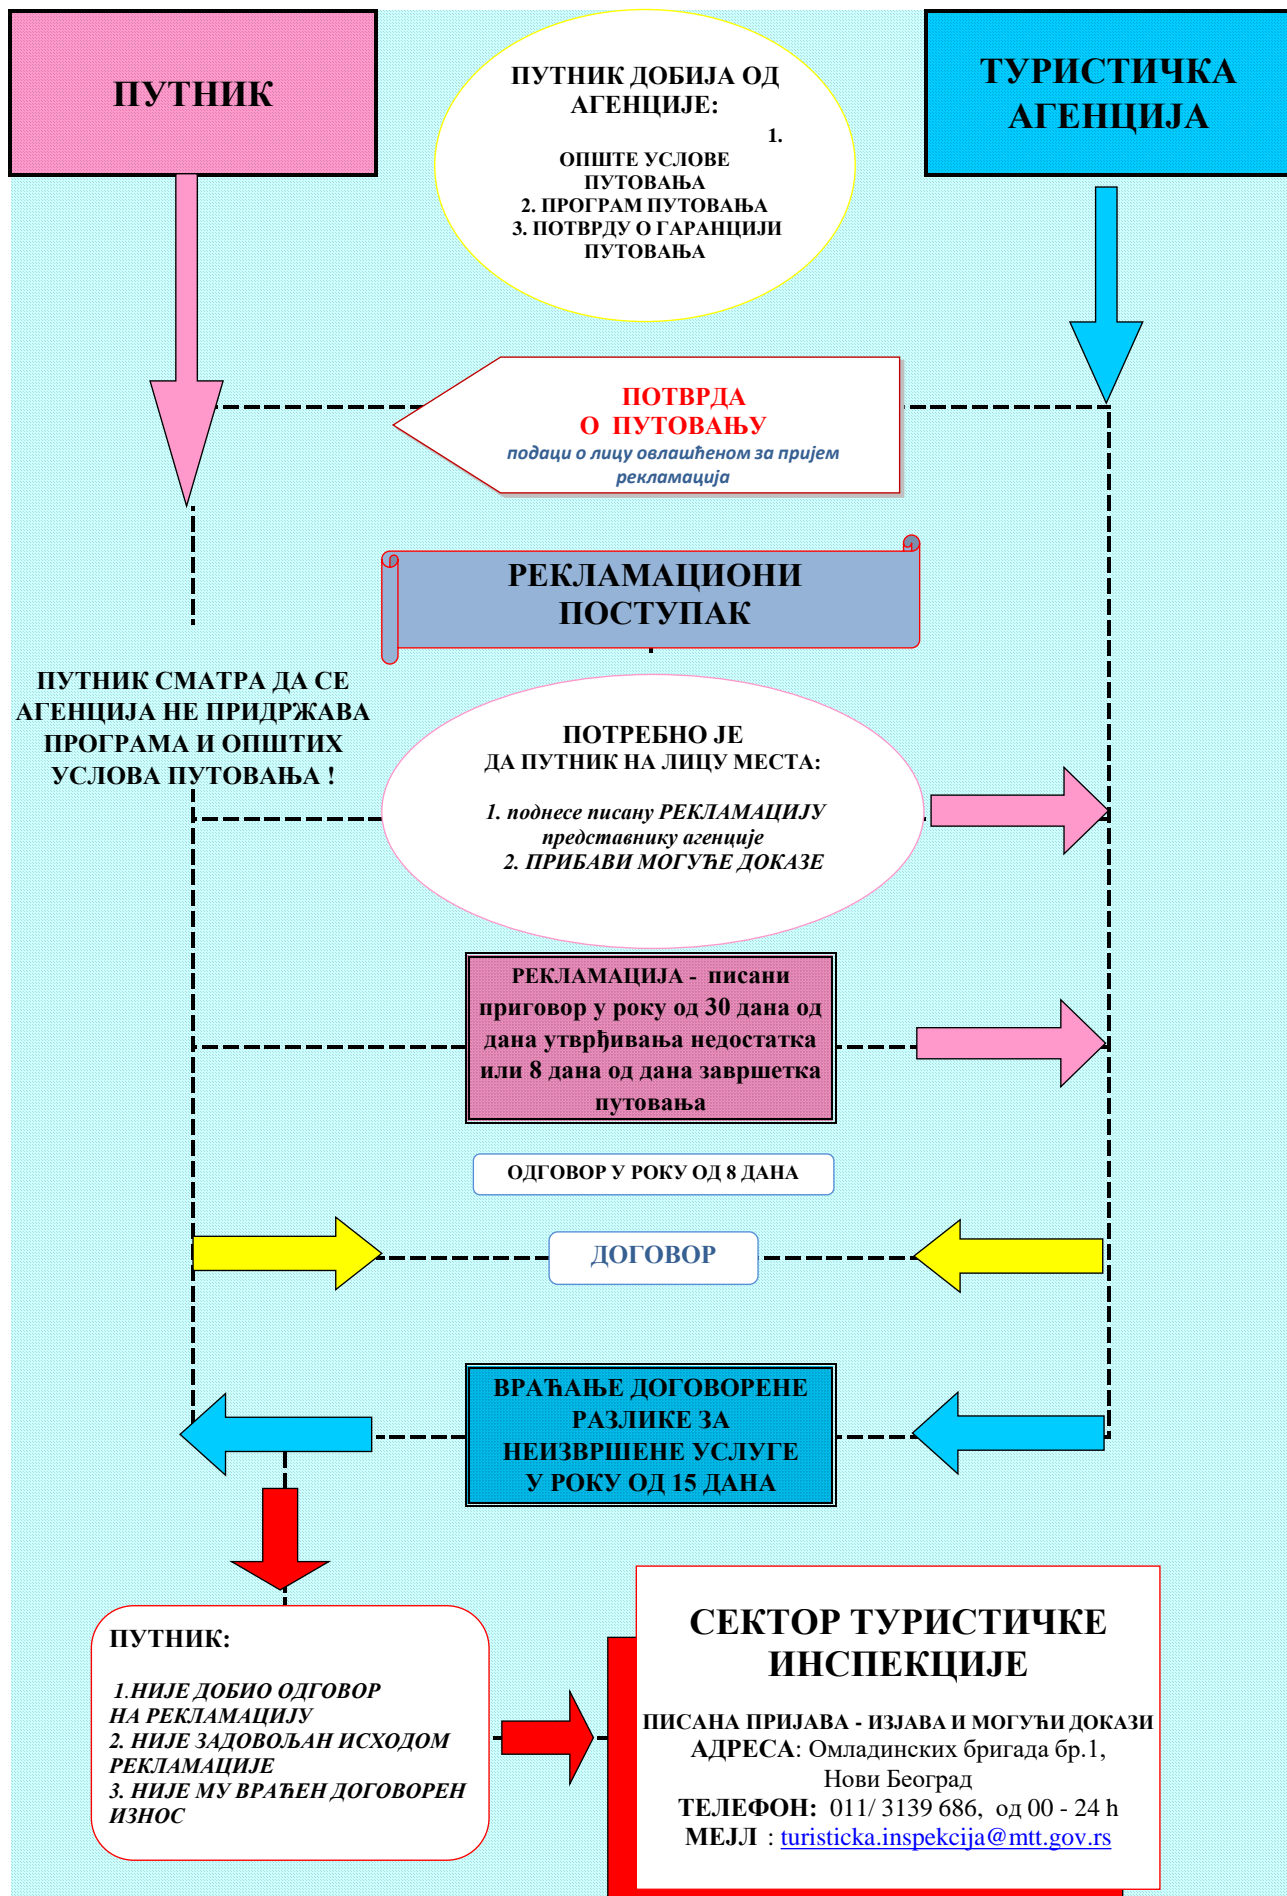 ПУТНИК
ПУТНИК ДОБИЈА ОД
АГЕНЦИЈЕ:
1.
ОПШТЕ УСЛОВЕ
ПУТОВАЊА
2. ПРОГРАМ ПУТОВАЊА
3. ПОТВРДУ О ГАРАНЦИЈИ
ПУТОВАЊА
ТУРИСТИЧКА
АГЕНЦИЈА
ПОТВРДА
О ПУТОВАЊУ
подаци о лицу овлашћеном за пријем
рекламација
РЕКЛАМАЦИОНИ
ПОСТУПАК
ПУТНИК СМАТРА ДА СЕ
АГЕНЦИЈА НЕ ПРИДРЖАВА
ПРОГРАМА И ОПШТИХ
УСЛОВА ПУТОВАЊА !
ПОТРЕБНО ЈЕ
ДА ПУТНИК НА ЛИЦУ МЕСТА:
1. поднесе писану РЕКЛАМАЦИЈУ
представнику агенције
2. ПРИБАВИ МОГУЋЕ ДОКАЗЕ
РЕКЛАМАЦИЈА - писани
приговор у року од 30 дана од
дана утврђивања недостатка
или 8 дана од дана завршетка
путовања
ОДГОВОР У РОКУ ОД 8 ДАНА
ДОГОВОР
ВРАЋАЊЕ ДОГОВОРЕНЕ
РАЗЛИКЕ ЗА
НЕИЗВРШЕНЕ УСЛУГЕ
У РОКУ ОД 15 ДАНА
ПУТНИК:
1.НИЈЕ ДОБИО ОДГОВОР
НА РЕКЛАМАЦИЈУ
2. НИЈЕ ЗАДОВОЉАН ИСХОДОМ
РЕКЛАМАЦИЈЕ
3. НИЈЕ МУ ВРАЋЕН ДОГОВОРЕН
ИЗНОС
СЕКТОР ТУРИСТИЧКЕ
ИНСПЕКЦИЈЕ
ПИСАНА ПРИЈАВА - ИЗЈАВА И МОГУЋИ ДОКАЗИ
АДРЕСА: Омладинских бригада бр.1,
Нови Београд
ТЕЛЕФОН: 011/ 3139 686, од 00 - 24 h
МЕЈЛ : turisticka.inspekcija@mtt.gov.rs